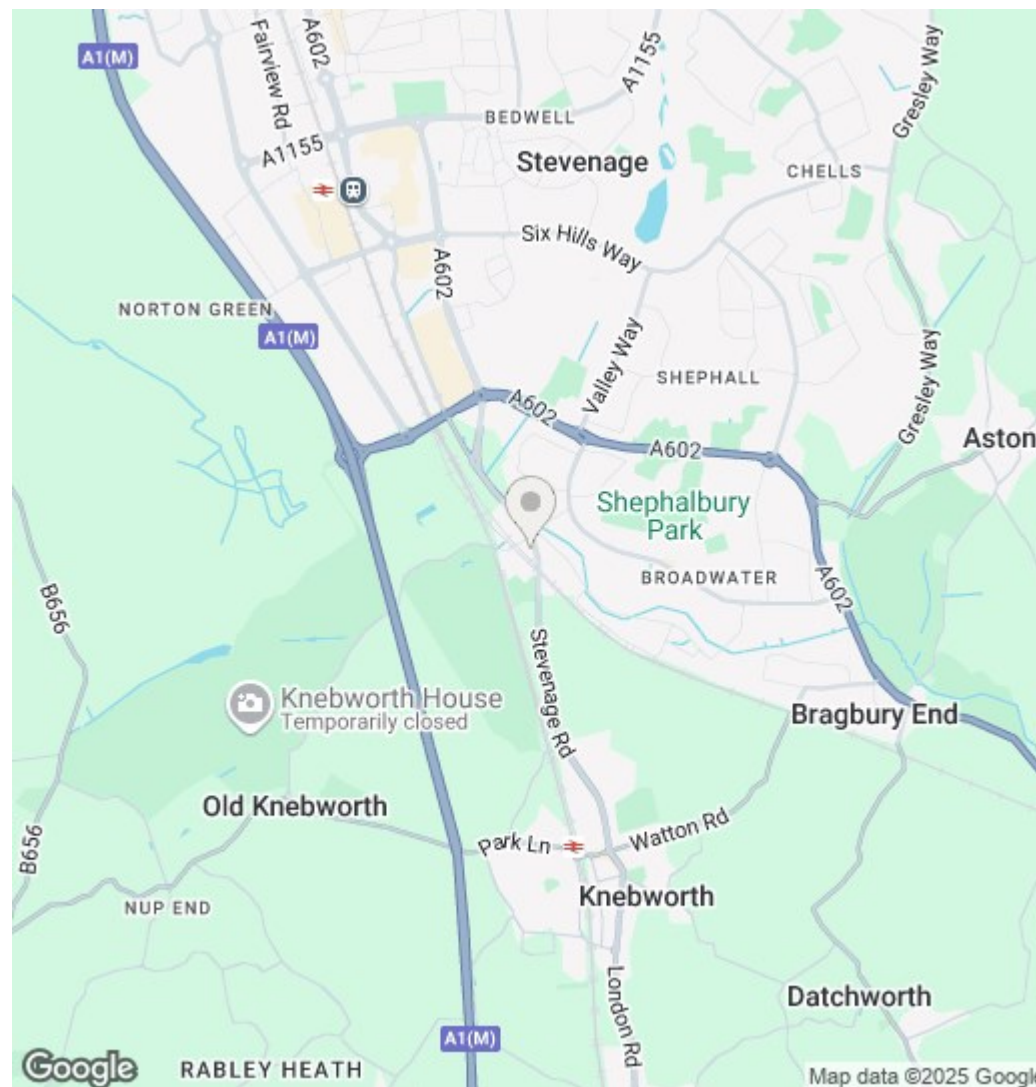 A1(M)
Fairview Rd
A602
A1155
BEDWELL
A1155
Gresley Way
Stevenage
CHELLS
Six Hills Way
A602
NORTON GREEN
A1(M)
Valley Way
SHEPHALL
Gresley Way
A602
A602
Aston
Shephalbury
Park
BROADWATER
A602
B656
Stevenage Rd
Knebworth House
Temporarily closed
Bragbury End
Old Knebworth
B656
Park Ln
Watton Rd
Knebworth
NUP END
London Rd
Datchworth
A1(M)
RABLEY HEATH
Google
Map data ©2025 Google